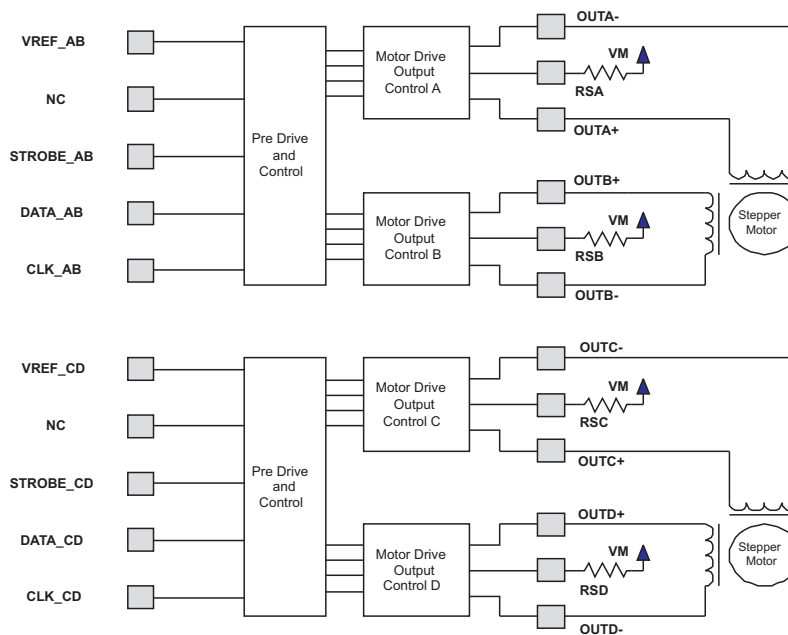 VREF_AB
NC
STROBE_AB
DATA_AB
CLK_AB
Pre Drive
and
Control
Motor Drive
Output
Control A
OUTA-
VM
RSA
OUTA+
Motor Drive
Output
Control B
OUTB+
VM
RSB
OUTB-
Stepper
Motor
VREF_CD
NC
STROBE_CD
DATA_CD
CLK_CD
Pre Drive
and
Control
Motor Drive
Output
Control C
OUTC-
VM
RSC
OUTC+
Motor Drive
Output
Control D
OUTD+
VM
RSD
OUTD-
Stepper
Motor